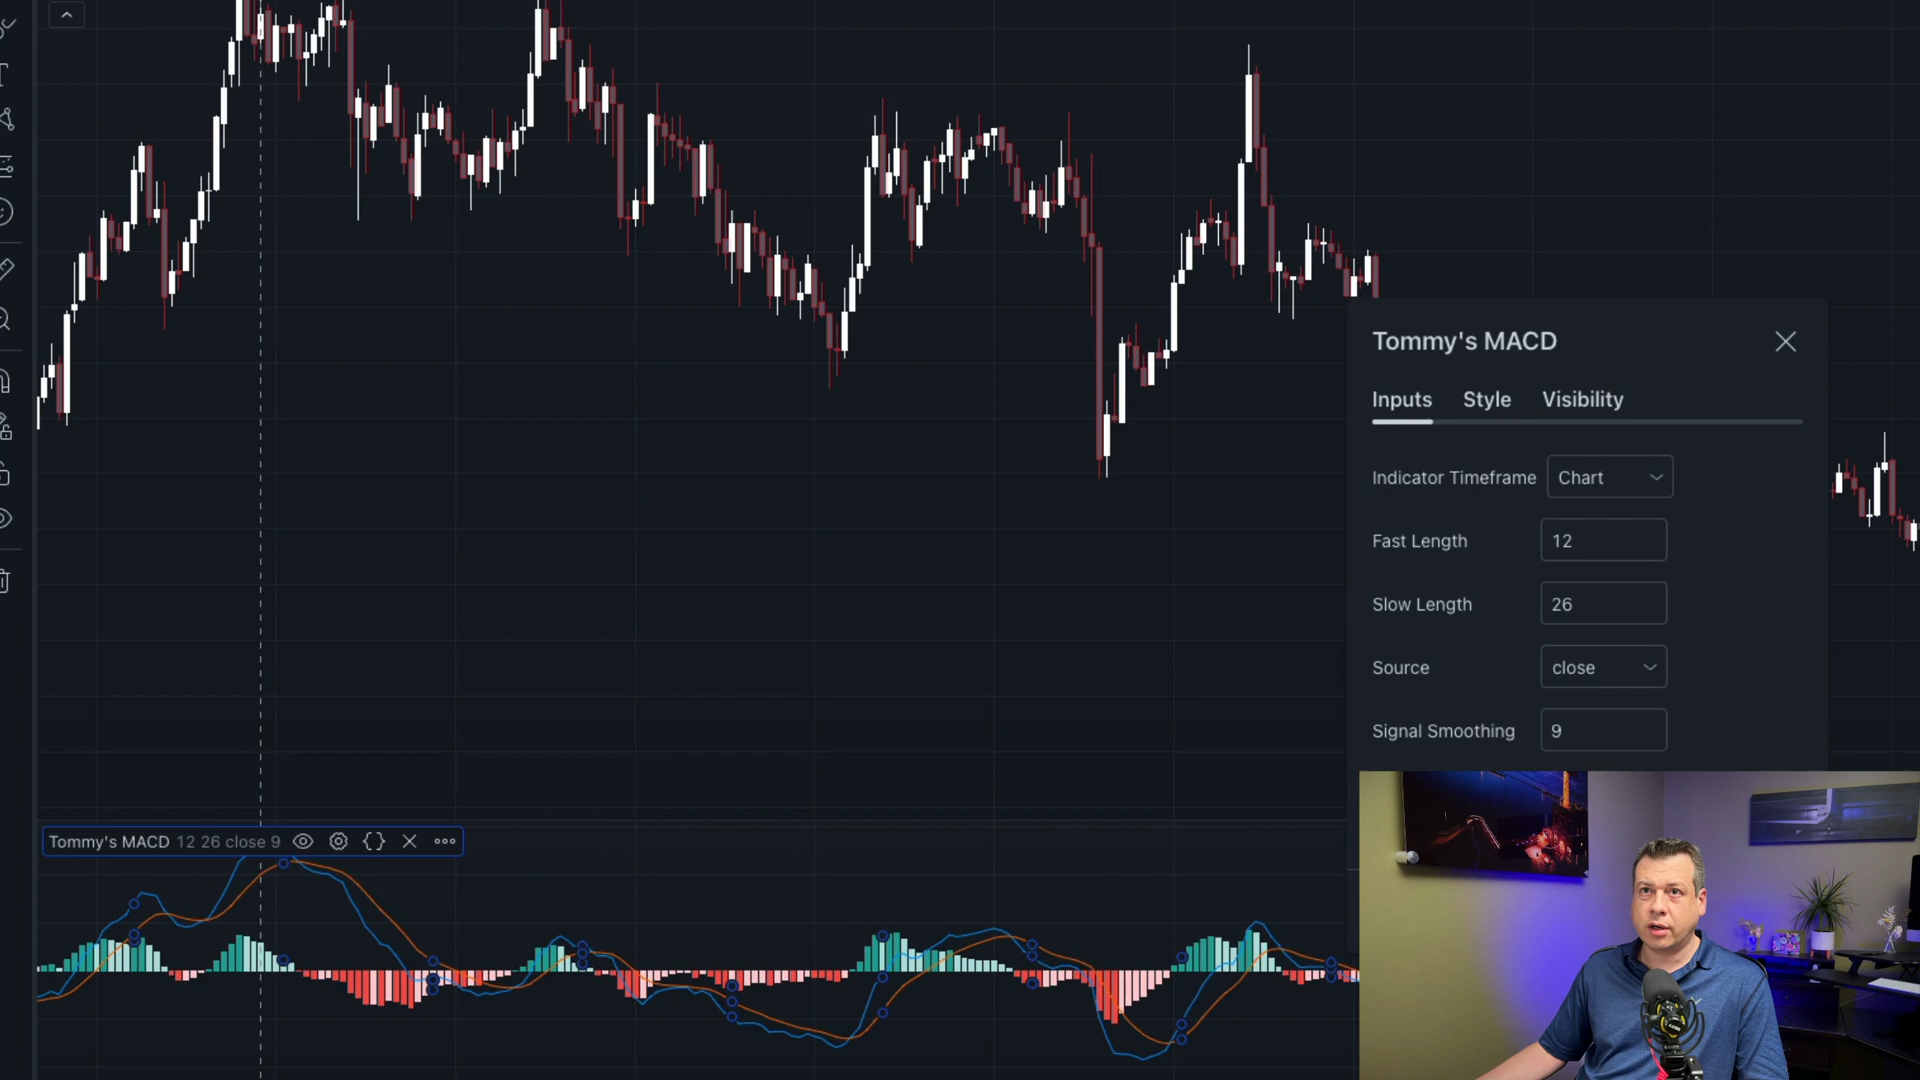 Tommy's MACD
Inputs Style Visibility
Indicator Timeframe Chart
Fast Length 12
Slow Length 26
Source close
Signal Smoothing 9
Tommy's MACD 12 26 close 9